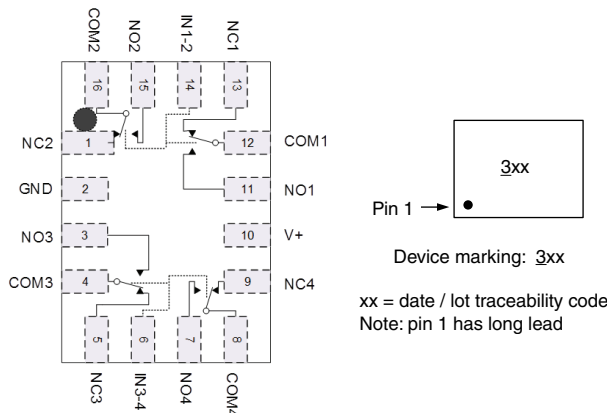 COM2
NO2
IN1-2
NC1
16
15
14
13
NC2
1
12
COM1
GND
2
11
NO1
NO3
3
10
V+
COM3
4
9
NC4
5
6
7
8
NC3
IN3-4
NO4
COM4
3xx
Pin 1
Device marking: 3xx
xx = date / lot traceability code
Note: pin 1 has long lead